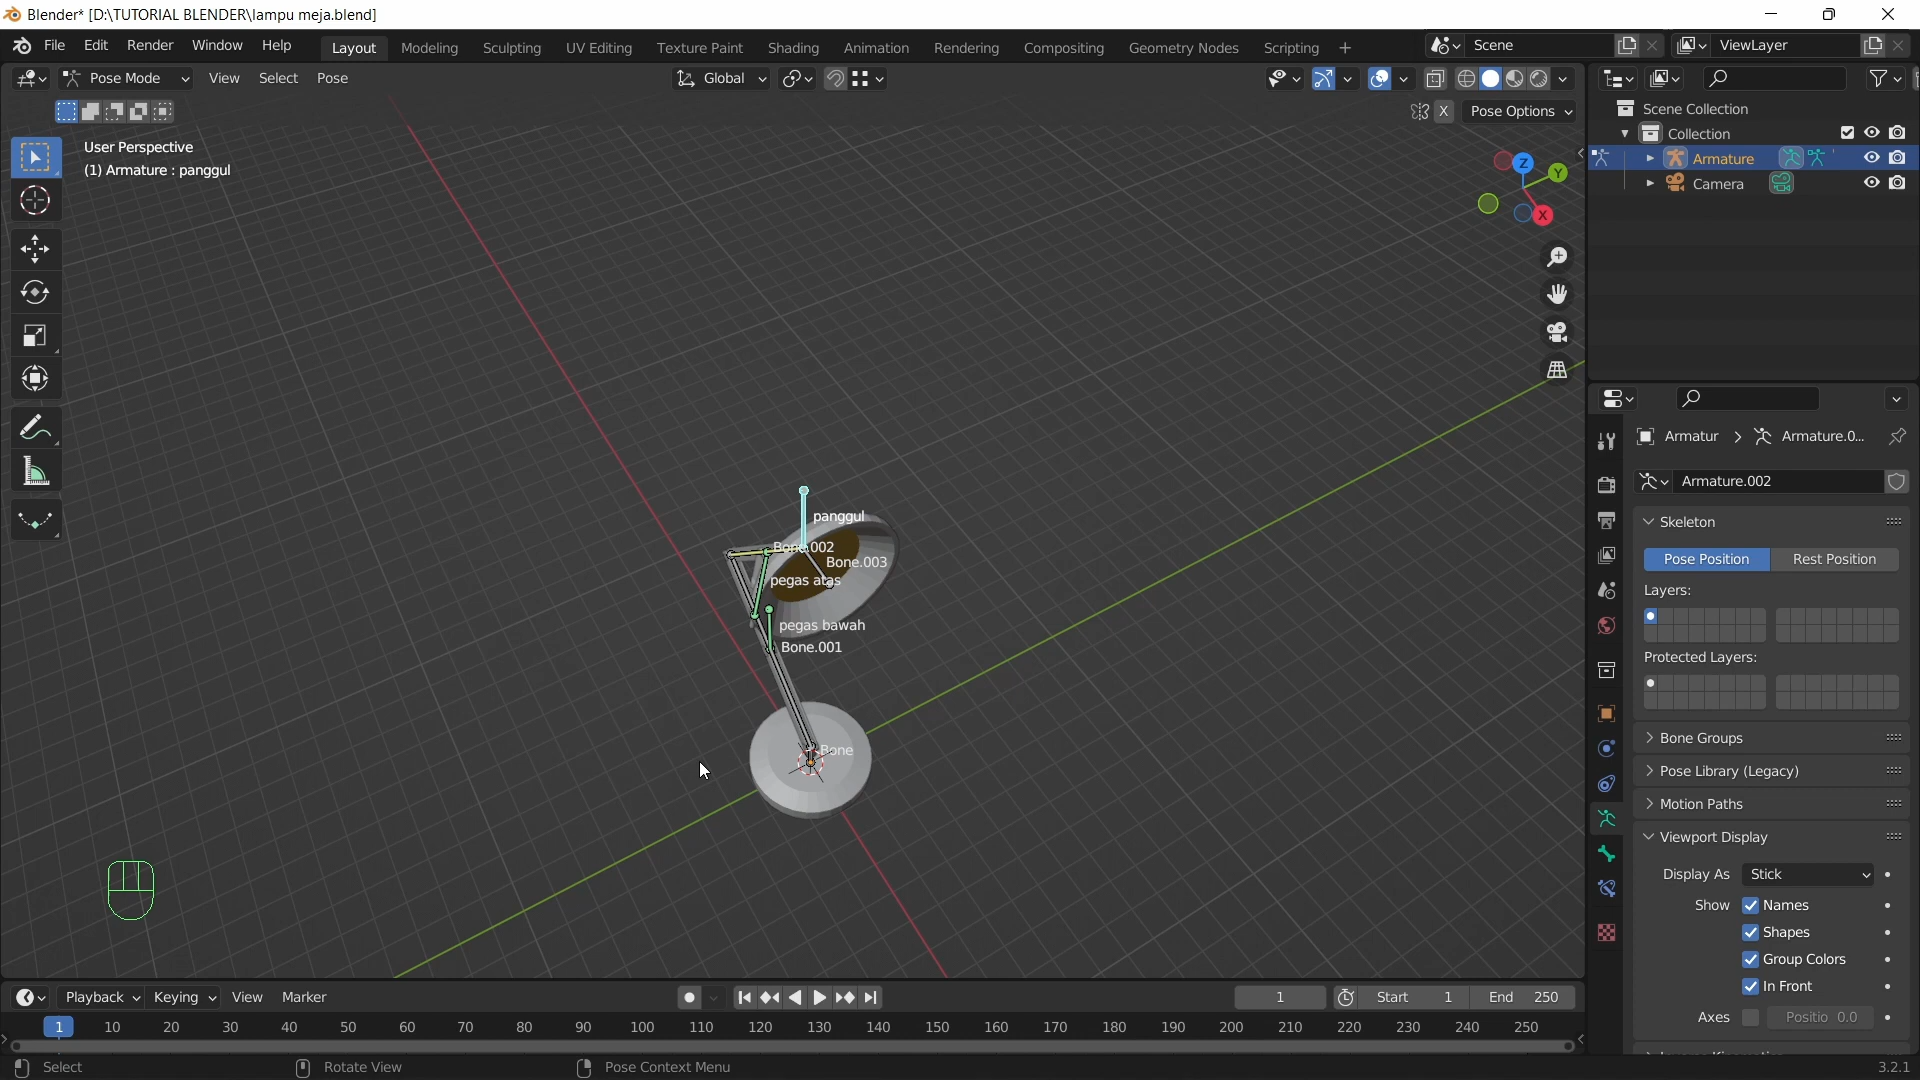 Blender* [D:\TUTORIAL BLENDER\lampu meja.blend]
File Edit Render Window Help Layout Modeling Sculpting UV Editing Texture Paint Shading Animation Rendering Compositing Geometry Nodes Scripting + Scene ViewLayer
Pose Mode View Select Pose Global
X Pose Options
User Perspective
(1) Armature : panggul
Scene Collection
Collection
Armature
Camera
Z
Y
X
panggul
Bone.002
Bone.003
pegas atas
pegas bawah
Bone.001
Bone
Armatur > Armature.0...
Armature.002
Skeleton
Pose Position Rest Position
Layers:
Protected Layers:
Bone Groups
Pose Library (Legacy)
Motion Paths
Viewport Display
Display As Stick
Show Names
Shapes
Group Colors
In Front
Axes Positio 0.0
Playback Keying View Marker 1 Start 1 End 250
1 10 20 30 40 50 60 70 80 90 100 110 120 130 140 150 160 170 180 190 200 210 220 230 240 250
Select Rotate View Pose Context Menu 3.2.1